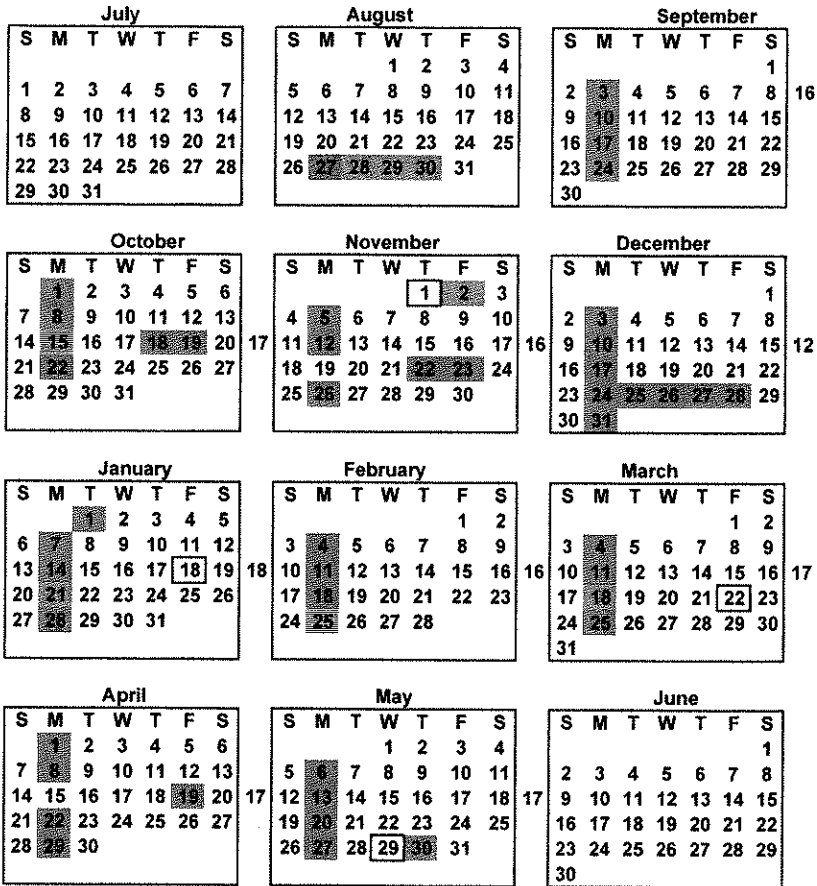 July
S M T W T F S
1 2 3 4 5 6 7
8 9 10 11 12 13 14
15 16 17 18 19 20 21
22 23 24 25 26 27 28
29 30 31
August
S M T W T F S
1 2 3 4
5 6 7 8 9 10 11
12 13 14 15 16 17 18
19 20 21 22 23 24 25
26 27 28 29 30 31
September
S M T W T F S
1
2 3 4 5 6 7 8 16
9 10 11 12 13 14 15
16 17 18 19 20 21 22
23 24 25 26 27 28 29
30
October
S M T W T F S
1 2 3 4 5 6
7 8 9 10 11 12 13
14 15 16 17 18 19 20 17
21 22 23 24 25 26 27
28 29 30 31
November
S M T W T F S
1 2 3
4 5 6 7 8 9 10
11 12 13 14 15 16 17 16
18 19 20 21 22 23 24
25 26 27 28 29 30
December
S M T W T F S
1
2 3 4 5 6 7 8
9 10 11 12 13 14 15 12
16 17 18 19 20 21 22
23 24 25 26 27 28 29
30 31
January
S M T W T F S
1 2 3 4 5
6 7 8 9 10 11 12
13 14 15 16 17 18 19 18
20 21 22 23 24 25 26
27 28 29 30 31
February
S M T W T F S
1 2
3 4 5 6 7 8 9
10 11 12 13 14 15 16 16
17 18 19 20 21 22 23
24 25 26 27 28
March
S M T W T F S
1 2
3 4 5 6 7 8 9
10 11 12 13 14 15 16 17
17 18 19 20 21 22 23
24 25 26 27 28 29 30
31
April
S M T W T F S
1 2 3 4 5 6
7 8 9 10 11 12 13
14 15 16 17 18 19 20 17
21 22 23 24 25 26 27
28 29 30
May
S M T W T F S
1 2 3 4
5 6 7 8 9 10 11
12 13 14 15 16 17 18 17
19 20 21 22 23 24 25
26 27 28 29 30 31
June
S M T W T F S
1
2 3 4 5 6 7 8
9 10 11 12 13 14 15
16 17 18 19 20 21 22
23 24 25 26 27 28 29
30